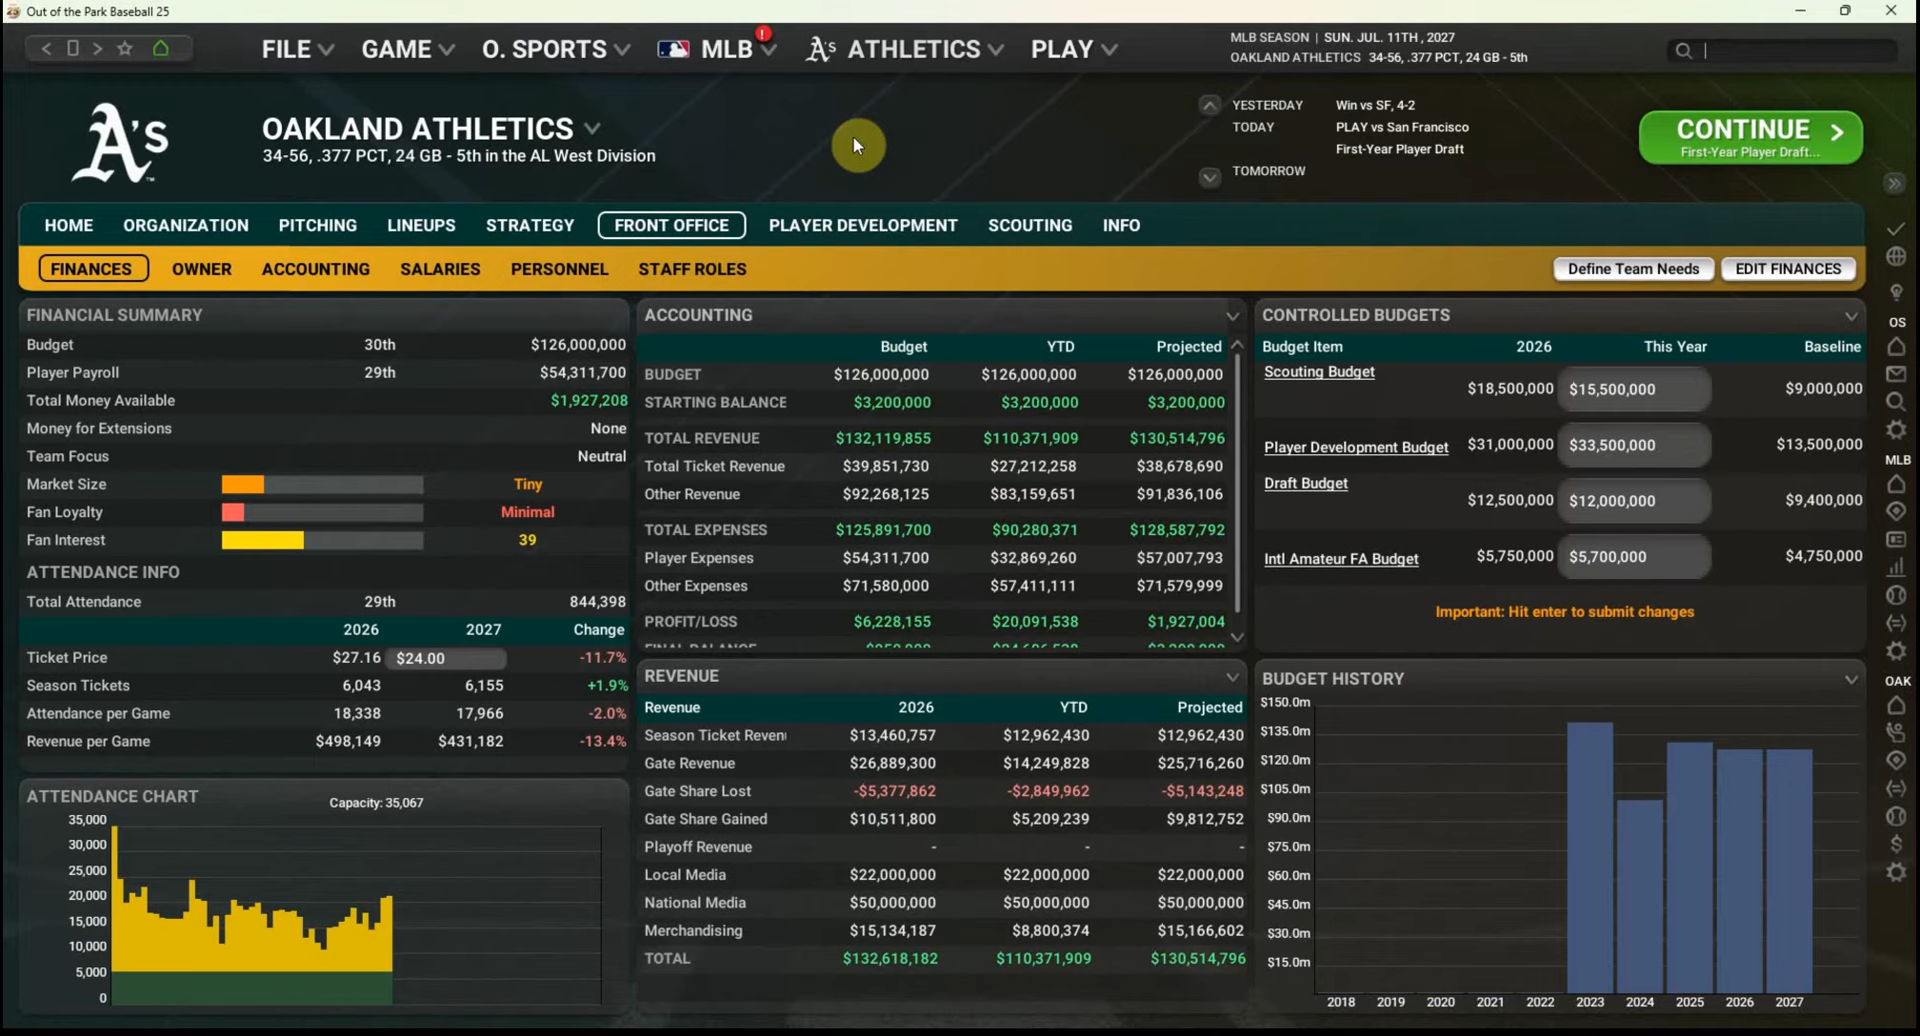 Out of the Park Baseball 25
FILE GAME O. SPORTS MLB ! A's ATHLETICS PLAY
MLB SEASON | SUN. JUL. 11TH, 2027
OAKLAND ATHLETICS 34-56, .377 PCT, 24 GB - 5th
A's
OAKLAND ATHLETICS
34-56, .377 PCT, 24 GB - 5th in the AL West Division
YESTERDAY Win vs SF, 4-2
TODAY PLAY vs San Francisco
First-Year Player Draft
TOMORROW
CONTINUE
First-Year Player Draft...
HOME ORGANIZATION PITCHING LINEUPS STRATEGY FRONT OFFICE PLAYER DEVELOPMENT SCOUTING INFO
FINANCES OWNER ACCOUNTING SALARIES PERSONNEL STAFF ROLES Define Team Needs EDIT FINANCES
FINANCIAL SUMMARY
Budget 30th $126,000,000
Player Payroll 29th $54,311,700
Total Money Available $1,927,208
Money for Extensions None
Team Focus Neutral
Market Size Tiny
Fan Loyalty Minimal
Fan Interest 39
ATTENDANCE INFO
Total Attendance 29th 844,398
2026 2027 Change
Ticket Price $27.16 $24.00 -11.7%
Season Tickets 6,043 6,155 +1.9%
Attendance per Game 18,338 17,966 -2.0%
Revenue per Game $498,149 $431,182 -13.4%
ATTENDANCE CHART
Capacity: 35,067
35,000
30,000
25,000
20,000
15,000
10,000
5,000
0
ACCOUNTING
Budget YTD Projected
BUDGET $126,000,000 $126,000,000 $126,000,000
STARTING BALANCE $3,200,000 $3,200,000 $3,200,000
TOTAL REVENUE $132,119,855 $110,371,909 $130,514,796
Total Ticket Revenue $39,851,730 $27,212,258 $38,678,690
Other Revenue $92,268,125 $83,159,651 $91,836,106
TOTAL EXPENSES $125,891,700 $90,280,371 $128,587,792
Player Expenses $54,311,700 $32,869,260 $57,007,793
Other Expenses $71,580,000 $57,411,111 $71,579,999
PROFIT/LOSS $6,228,155 $20,091,538 $1,927,004
REVENUE
Revenue 2026 YTD Projected
Season Ticket Reven $13,460,757 $12,962,430 $12,962,430
Gate Revenue $26,889,300 $14,249,828 $25,716,260
Gate Share Lost -$5,377,862 -$2,849,962 -$5,143,248
Gate Share Gained $10,511,800 $5,209,239 $9,812,752
Playoff Revenue - - -
Local Media $22,000,000 $22,000,000 $22,000,000
National Media $50,000,000 $50,000,000 $50,000,000
Merchandising $15,134,187 $8,800,374 $15,166,602
TOTAL $132,618,182 $110,371,909 $130,514,796
CONTROLLED BUDGETS
Budget Item 2026 This Year Baseline
Scouting Budget $18,500,000 $15,500,000 $9,000,000
Player Development Budget $31,000,000 $33,500,000 $13,500,000
Draft Budget $12,500,000 $12,000,000 $9,400,000
Intl Amateur FA Budget $5,750,000 $5,700,000 $4,750,000
Important: Hit enter to submit changes
BUDGET HISTORY
$150.0m
$135.0m
$120.0m
$105.0m
$90.0m
$75.0m
$60.0m
$45.0m
$30.0m
$15.0m
2018 2019 2020 2021 2022 2023 2024 2025 2026 2027
OS
MLB
OAK